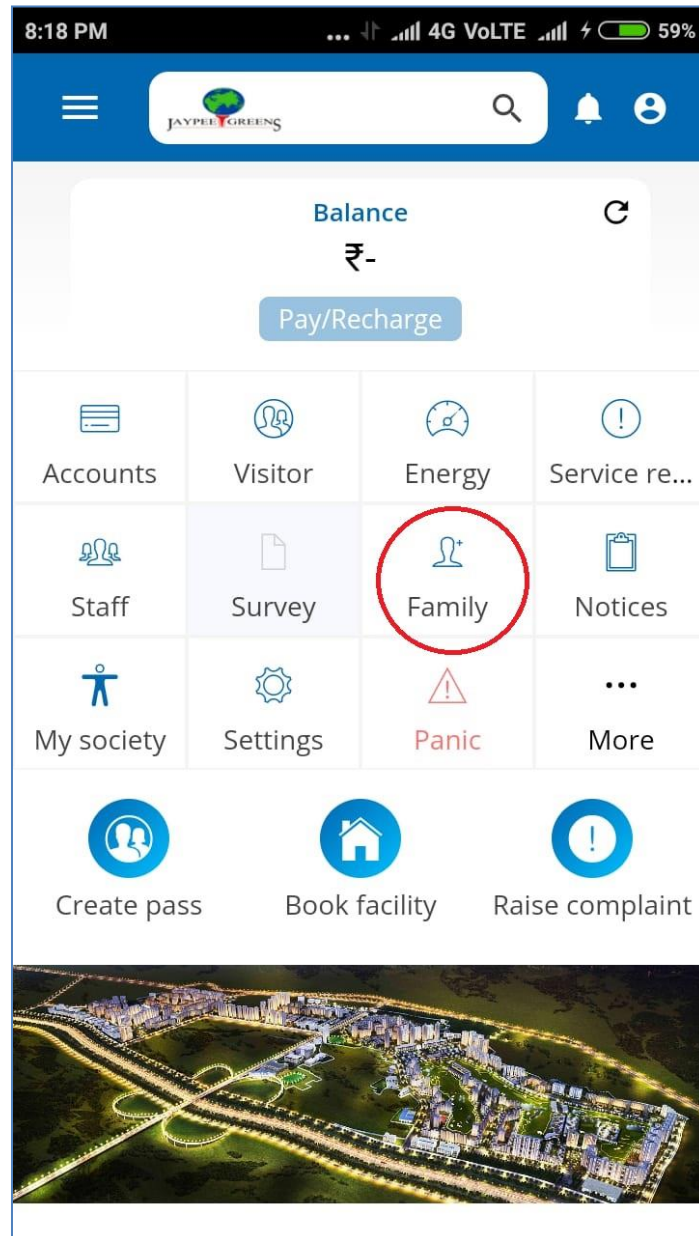 8:18 PM ... 4G VoLTE 59%
JAYPEE GREENS
Balance
₹-
Pay/Recharge
Accounts Visitor Energy Service re...
Staff Survey Family Notices
My society Settings Panic More
Create pass Book facility Raise complaint